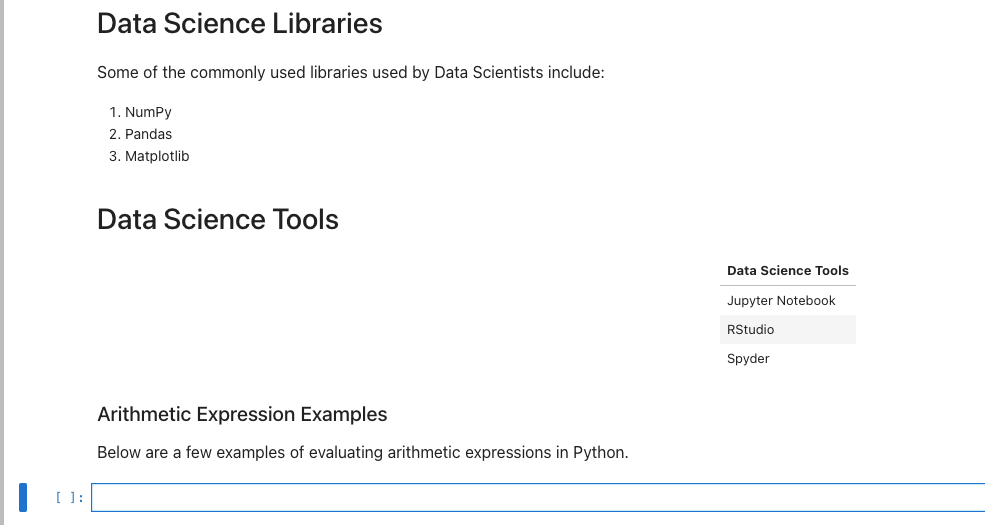 Data Science Libraries
Some of the commonly used libraries used by Data Scientists include:
1. NumPy
2. Pandas
3. Matplotlib
Data Science Tools
Data Science Tools
Jupyter Notebook
RStudio
Spyder
Arithmetic Expression Examples
Below are a few examples of evaluating arithmetic expressions in Python.
[ ]: